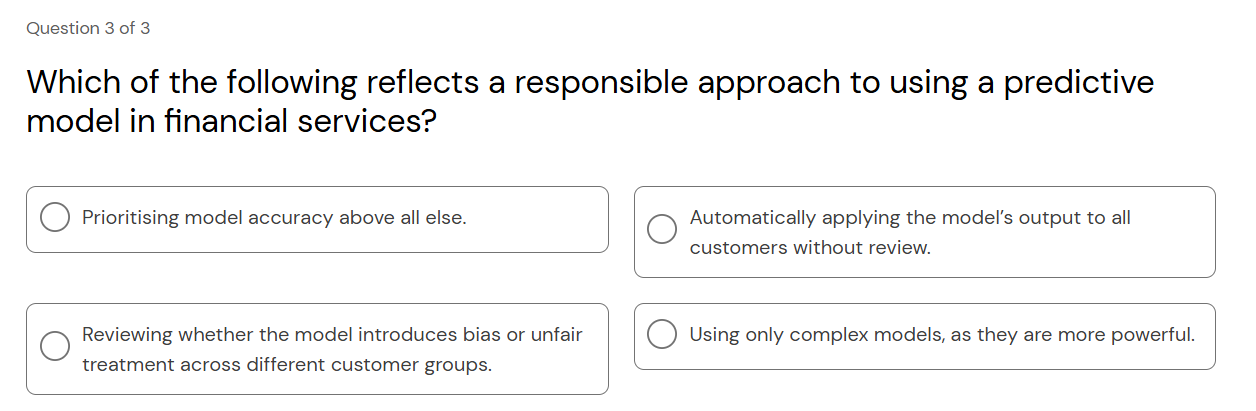 Question 3 of 3
Which of the following reflects a responsible approach to using a predictive
model in financial services?
Prioritising model accuracy above all else.
Automatically applying the model’s output to all
customers without review.
Reviewing whether the model introduces bias or unfair
treatment across different customer groups.
Using only complex models, as they are more powerful.